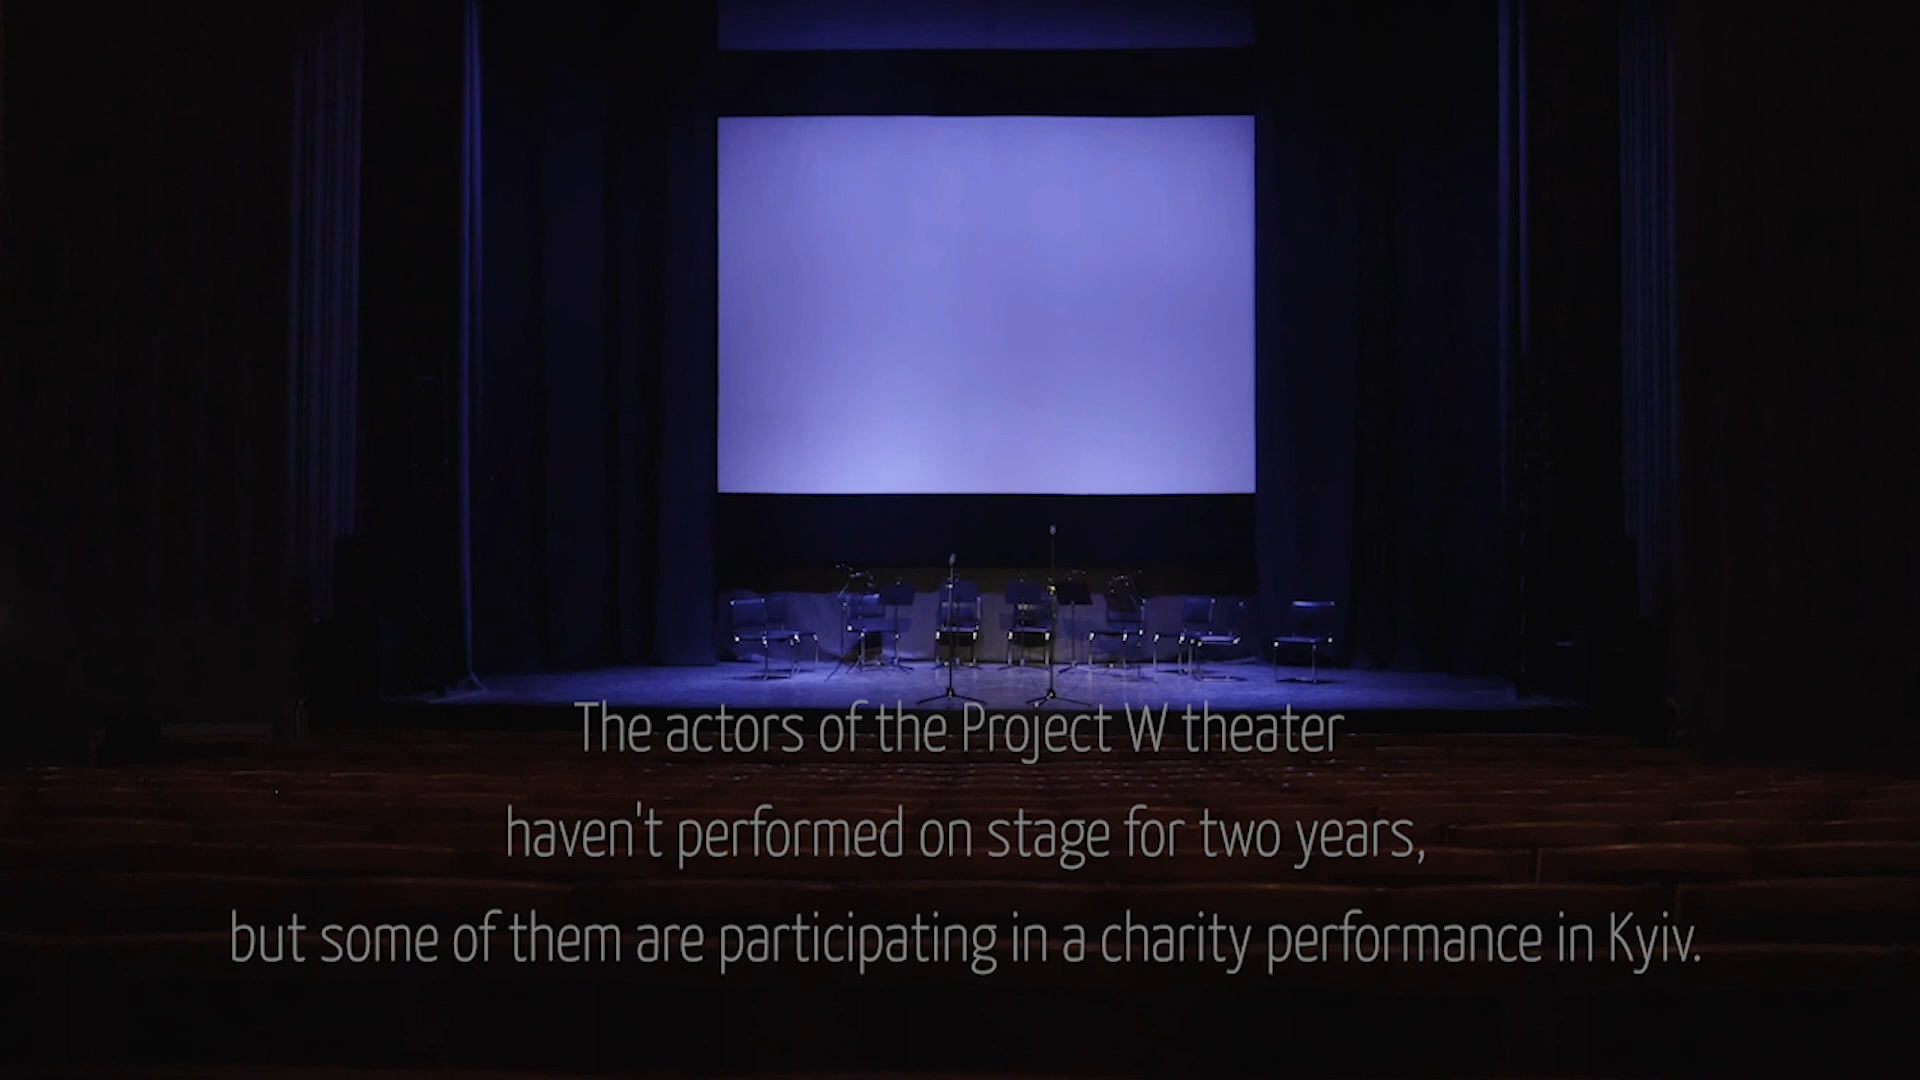 The actors of the Project W theater
haven't performed on stage for two years,
but some of them are participating in a charity performance in Kyiv.